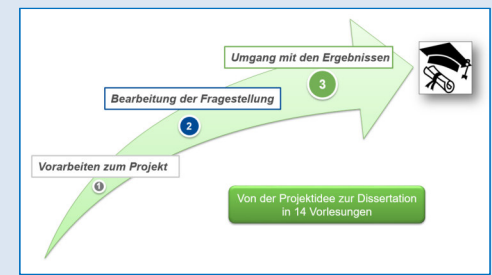 Umgang mit den Ergebnissen
3
Bearbeitung der Fragestellung
2
Vorarbeiten zum Projekt
1
Von der Projektidee zur Dissertation
in 14 Vorlesungen